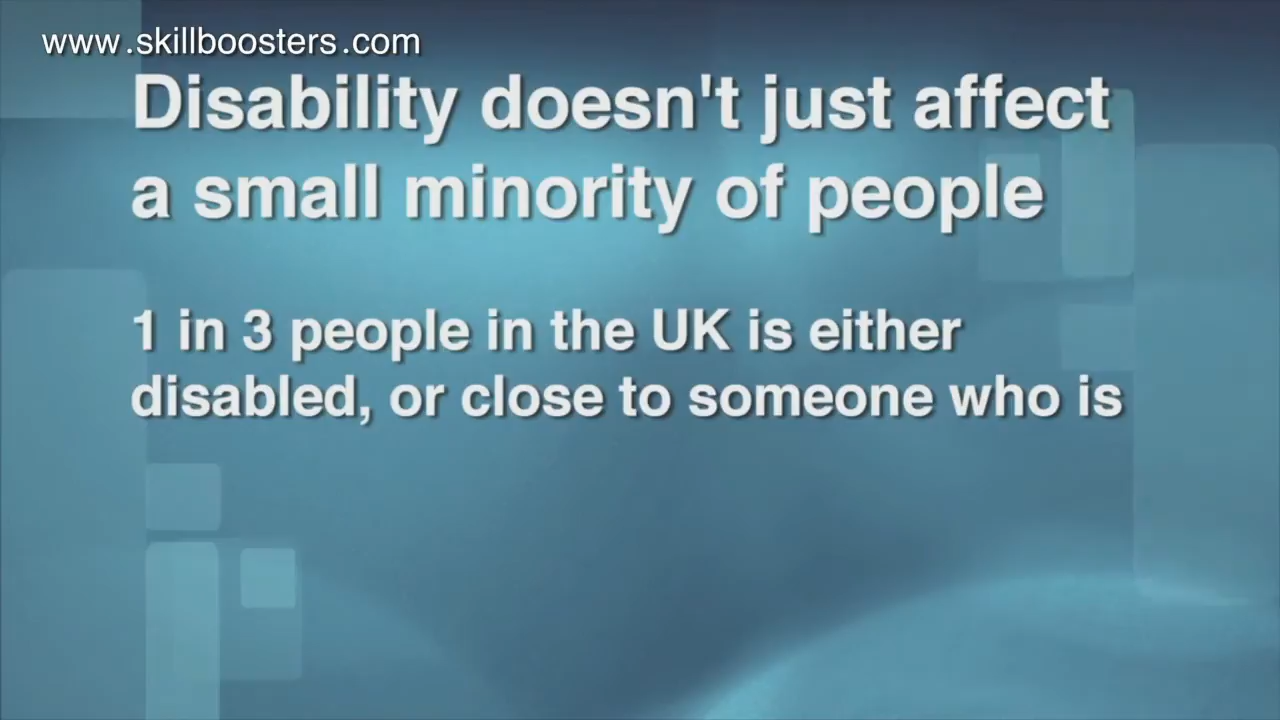 www.skillboosters.com
Disability doesn't just affect
a small minority of people
1 in 3 people in the UK is either
disabled, or close to someone who is